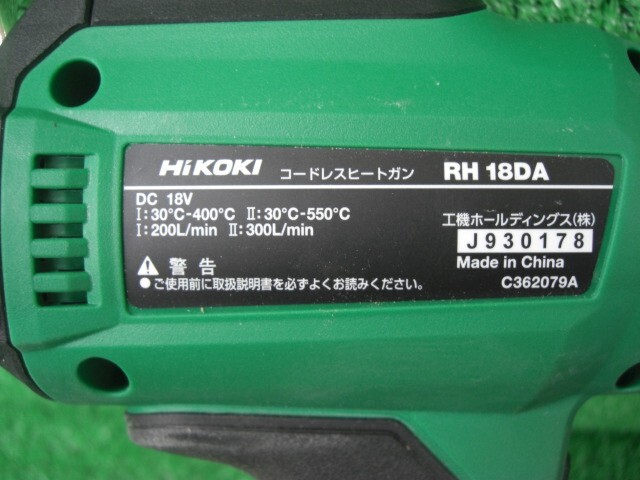 HiKOKI コードレスヒートガン RH 18DA
DC 18V
I:30°C-400°C II:30°C-550°C
I:200L/min II:300L/min
工機ホールディングス(株)
J930178
Made in China
C362079A
警告
●ご使用前に取扱説明書を必ずよくお読みください。